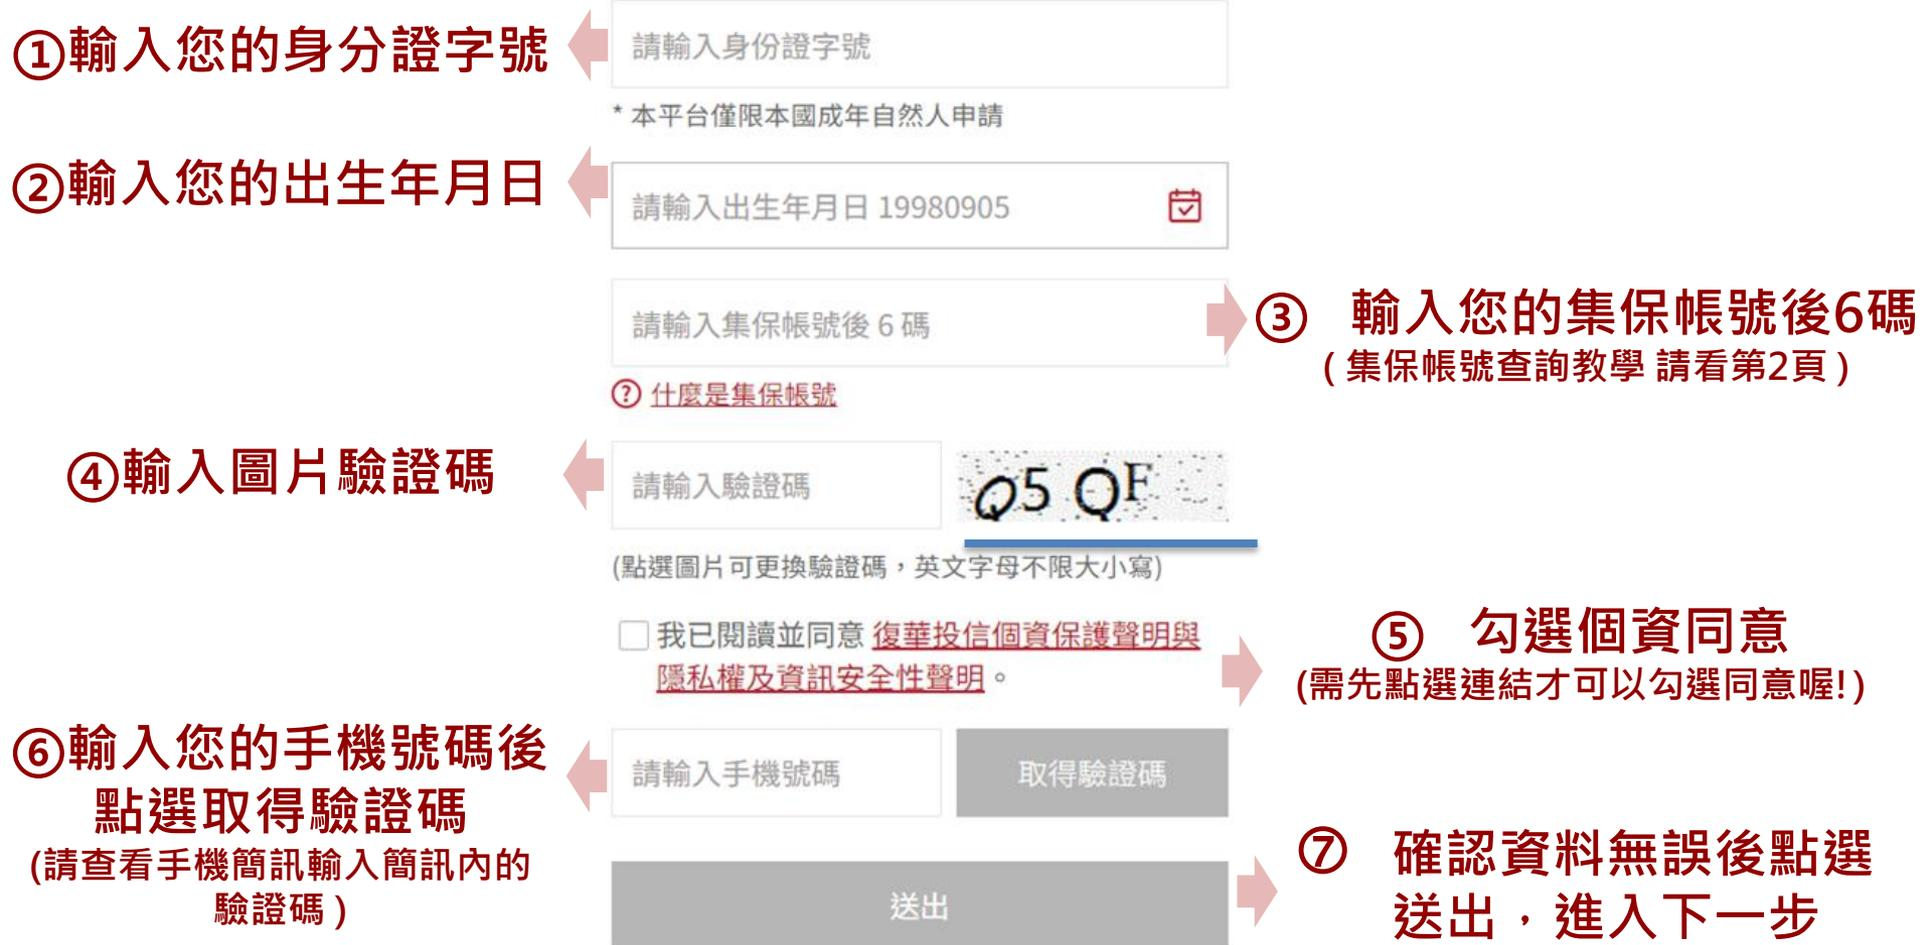 ①輸入您的身分證字號
請輸入身份證字號
* 本平台僅限本國成年自然人申請
②輸入您的出生年月日
請輸入出生年月日 19980905
請輸入集保帳號後 6 碼
③ 輸入您的集保帳號後6碼
( 集保帳號查詢教學 請看第2頁 )
? 什麼是集保帳號
④輸入圖片驗證碼
請輸入驗證碼
Q5 QF
(點選圖片可更換驗證碼，英文字母不限大小寫)
我已閱讀並同意 復華投信個資保護聲明與
隱私權及資訊安全性聲明。
⑤ 勾選個資同意
(需先點選連結才可以勾選同意喔!)
⑥輸入您的手機號碼後
點選取得驗證碼
(請查看手機簡訊輸入簡訊內的
驗證碼 )
請輸入手機號碼
取得驗證碼
送出
⑦ 確認資料無誤後點選
送出，進入下一步